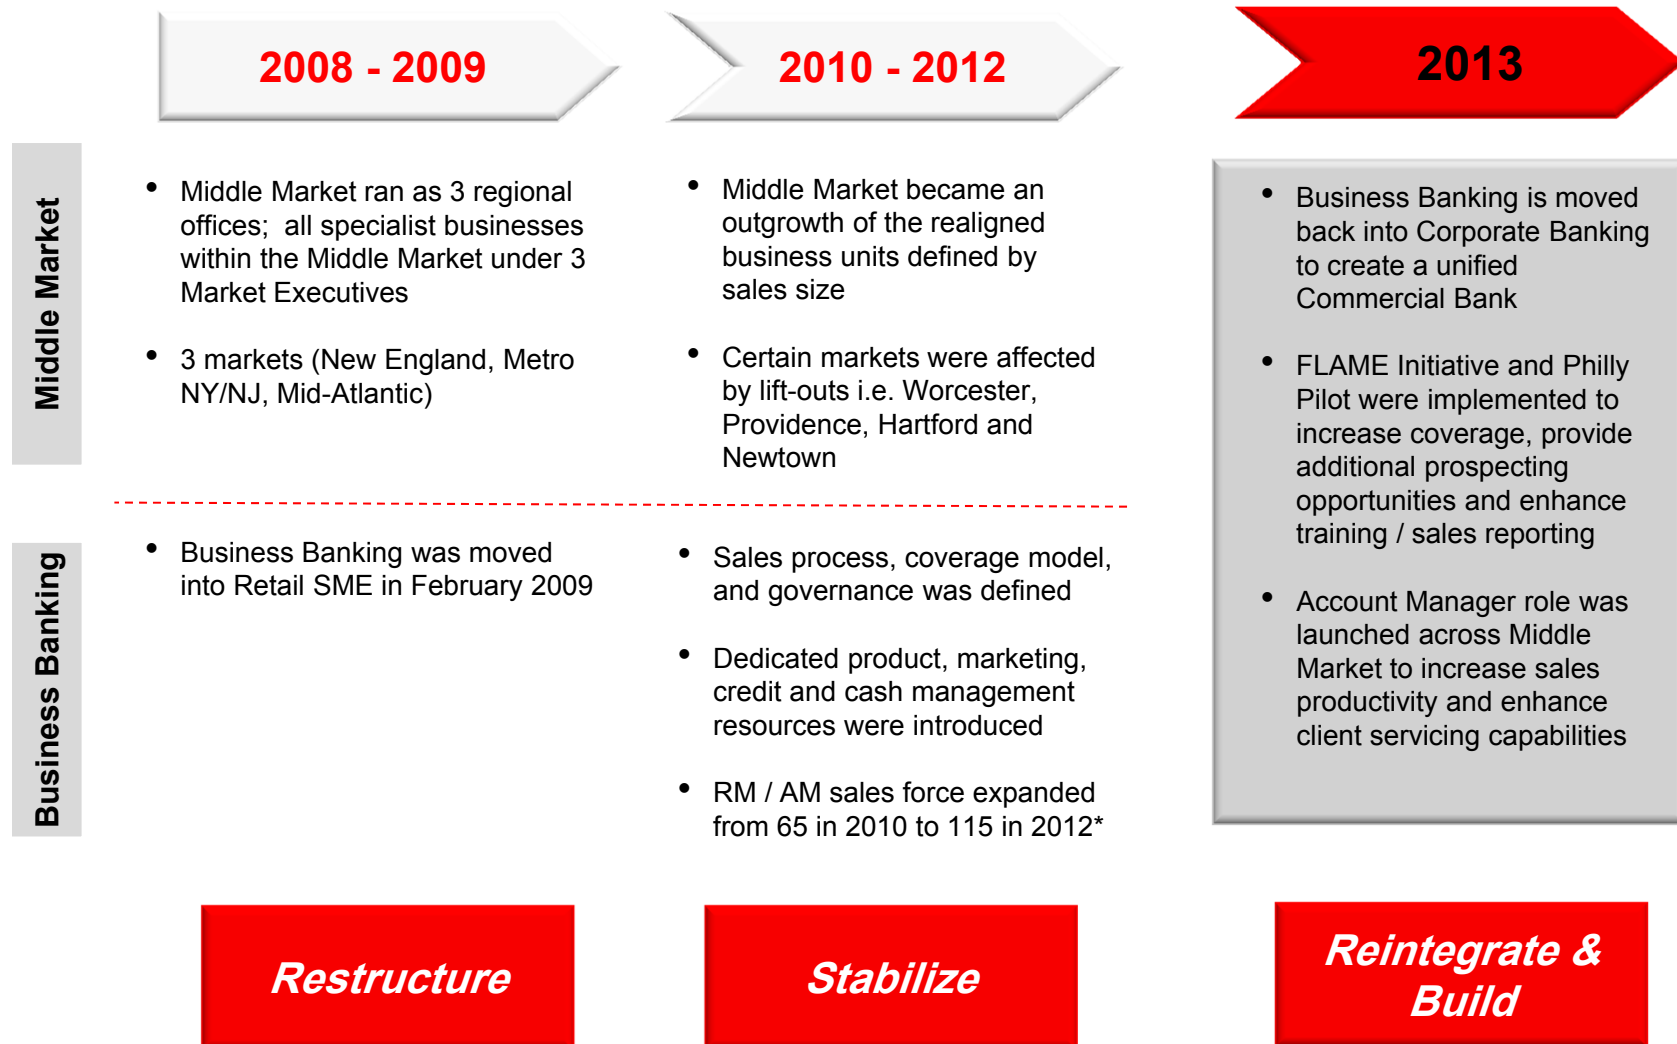 2008 - 2009
2010 - 2012
2013
Middle Market
• Middle Market ran as 3 regional
offices;  all specialist businesses
within the Middle Market under 3
Market Executives
• 3 markets (New England, Metro
NY/NJ, Mid-Atlantic)
• Middle Market became an
outgrowth of the realigned
business units defined by
sales size
• Certain markets were affected
by lift-outs i.e. Worcester,
Providence, Hartford and
Newtown
Business Banking
• Business Banking was moved
into Retail SME in February 2009
• Sales process, coverage model,
and governance was defined
• Dedicated product, marketing,
credit and cash management
resources were introduced
• RM / AM sales force expanded
from 65 in 2010 to 115 in 2012*
• Business Banking is moved
back into Corporate Banking
to create a unified
Commercial Bank
• FLAME Initiative and Philly
Pilot were implemented to
increase coverage, provide
additional prospecting
opportunities and enhance
training / sales reporting
• Account Manager role was
launched across Middle
Market to increase sales
productivity and enhance
client servicing capabilities
Restructure
Stabilize
Reintegrate &
Build